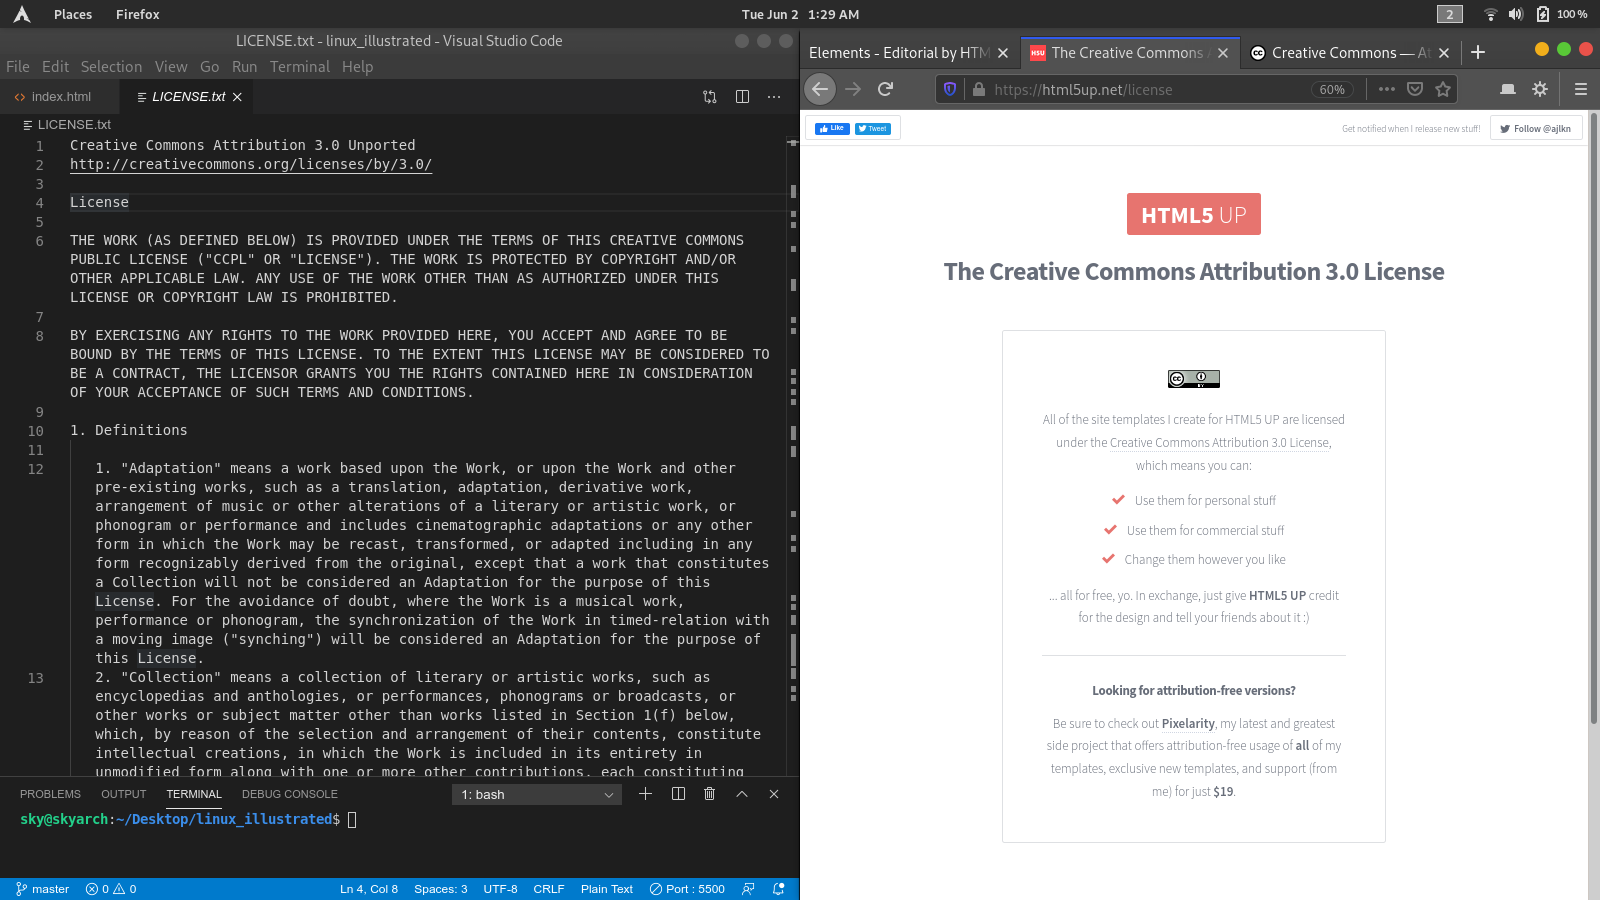 Places Firefox Tue Jun 2 1:29 AM 2 100 %
LICENSE.txt - linux_illustrated - Visual Studio Code
File Edit Selection View Go Run Terminal Help
index.html LICENSE.txt
LICENSE.txt
1 Creative Commons Attribution 3.0 Unported
2 http://creativecommons.org/licenses/by/3.0/
3
4 License
5
6 THE WORK (AS DEFINED BELOW) IS PROVIDED UNDER THE TERMS OF THIS CREATIVE COMMONS
PUBLIC LICENSE ("CCPL" OR "LICENSE"). THE WORK IS PROTECTED BY COPYRIGHT AND/OR
OTHER APPLICABLE LAW. ANY USE OF THE WORK OTHER THAN AS AUTHORIZED UNDER THIS
LICENSE OR COPYRIGHT LAW IS PROHIBITED.
7
8 BY EXERCISING ANY RIGHTS TO THE WORK PROVIDED HERE, YOU ACCEPT AND AGREE TO BE
BOUND BY THE TERMS OF THIS LICENSE. TO THE EXTENT THIS LICENSE MAY BE CONSIDERED TO
BE A CONTRACT, THE LICENSOR GRANTS YOU THE RIGHTS CONTAINED HERE IN CONSIDERATION
OF YOUR ACCEPTANCE OF SUCH TERMS AND CONDITIONS.
9
10 1. Definitions
11
12 1. "Adaptation" means a work based upon the Work, or upon the Work and other
pre-existing works, such as a translation, adaptation, derivative work,
arrangement of music or other alterations of a literary or artistic work, or
phonogram or performance and includes cinematographic adaptations or any other
form in which the Work may be recast, transformed, or adapted including in any
form recognizably derived from the original, except that a work that constitutes
a Collection will not be considered an Adaptation for the purpose of this
License. For the avoidance of doubt, where the Work is a musical work,
performance or phonogram, the synchronization of the Work in timed-relation with
a moving image ("synching") will be considered an Adaptation for the purpose of
this License.
13 2. "Collection" means a collection of literary or artistic works, such as
encyclopedias and anthologies, or performances, phonograms or broadcasts, or
other works or subject matter other than works listed in Section 1(f) below,
which, by reason of the selection and arrangement of their contents, constitute
intellectual creations, in which the Work is included in its entirety in
unmodified form along with one or more other contributions, each constituting
PROBLEMS OUTPUT TERMINAL DEBUG CONSOLE 1: bash
sky@skyarch:~/Desktop/linux_illustrated$
master 0 0 Ln 4, Col 8 Spaces: 3 UTF-8 CRLF Plain Text Port : 5500
Elements - Editorial by HTM The Creative Commons A Creative Commons — At
https://html5up.net/license 60%
Like Tweet Get notified when I release new stuff! Follow @ajlkn
HTML5 UP
The Creative Commons Attribution 3.0 License
cc BY
All of the site templates I create for HTML5 UP are licensed
under the Creative Commons Attribution 3.0 License,
which means you can:
Use them for personal stuff
Use them for commercial stuff
Change them however you like
... all for free, yo. In exchange, just give HTML5 UP credit
for the design and tell your friends about it :)
Looking for attribution-free versions?
Be sure to check out Pixelarity, my latest and greatest
side project that offers attribution-free usage of all of my
templates, exclusive new templates, and support (from
me) for just $19.